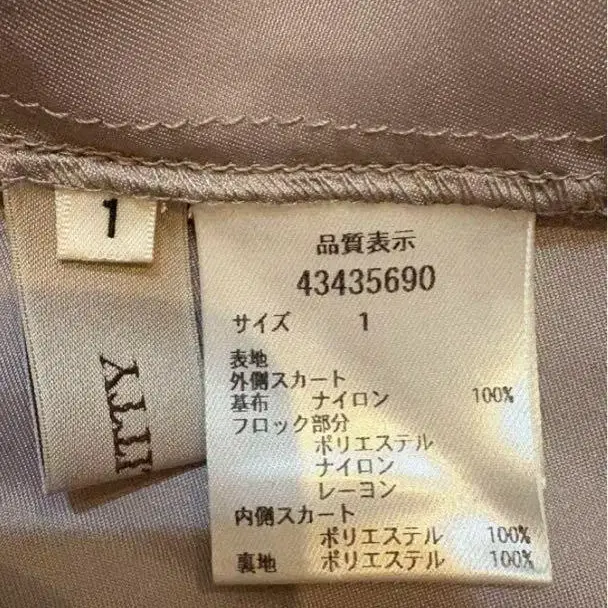 1
ITTY
品質表示
43435690
サイズ 1
表地
外側スカート
基布 ナイロン 100%
フロック部分
ポリエステル
ナイロン
レーヨン
内側スカート
ポリエステル 100%
裏地 ポリエステル 100%